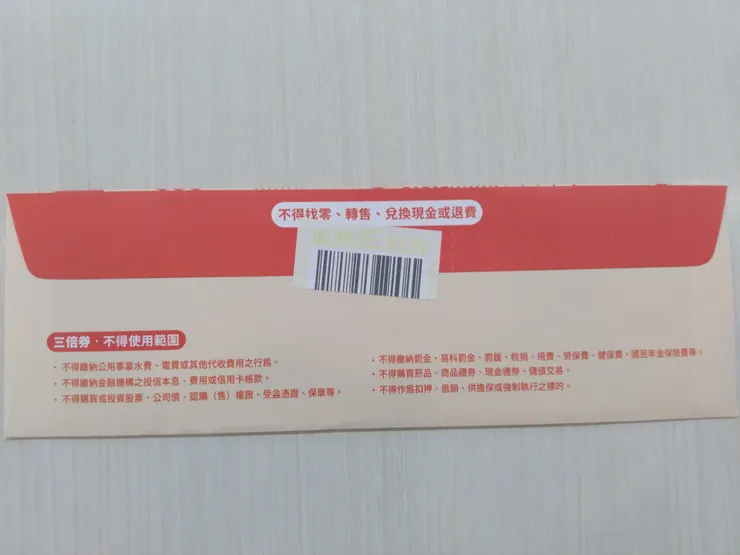 不得找零、轉售、兌換現金或退費
三倍券·不得使用範圍
·不得繳納公用事業水費、電費或其他代收費用之行為。
·不得繳納金融機構之授信本息、費用或信用卡帳款。
·不得購買或投資股票、公司債、認購（售）權證、受益憑證、保單等。
·不得繳納罰金、易科罰金、罰鍰、稅捐、規費、勞保費、健保費、國民年金保險費等。
·不得購買菸品、商品禮券、現金禮券、儲值交易。
·不得作為扣押、抵銷、供擔保或強制執行之標的。